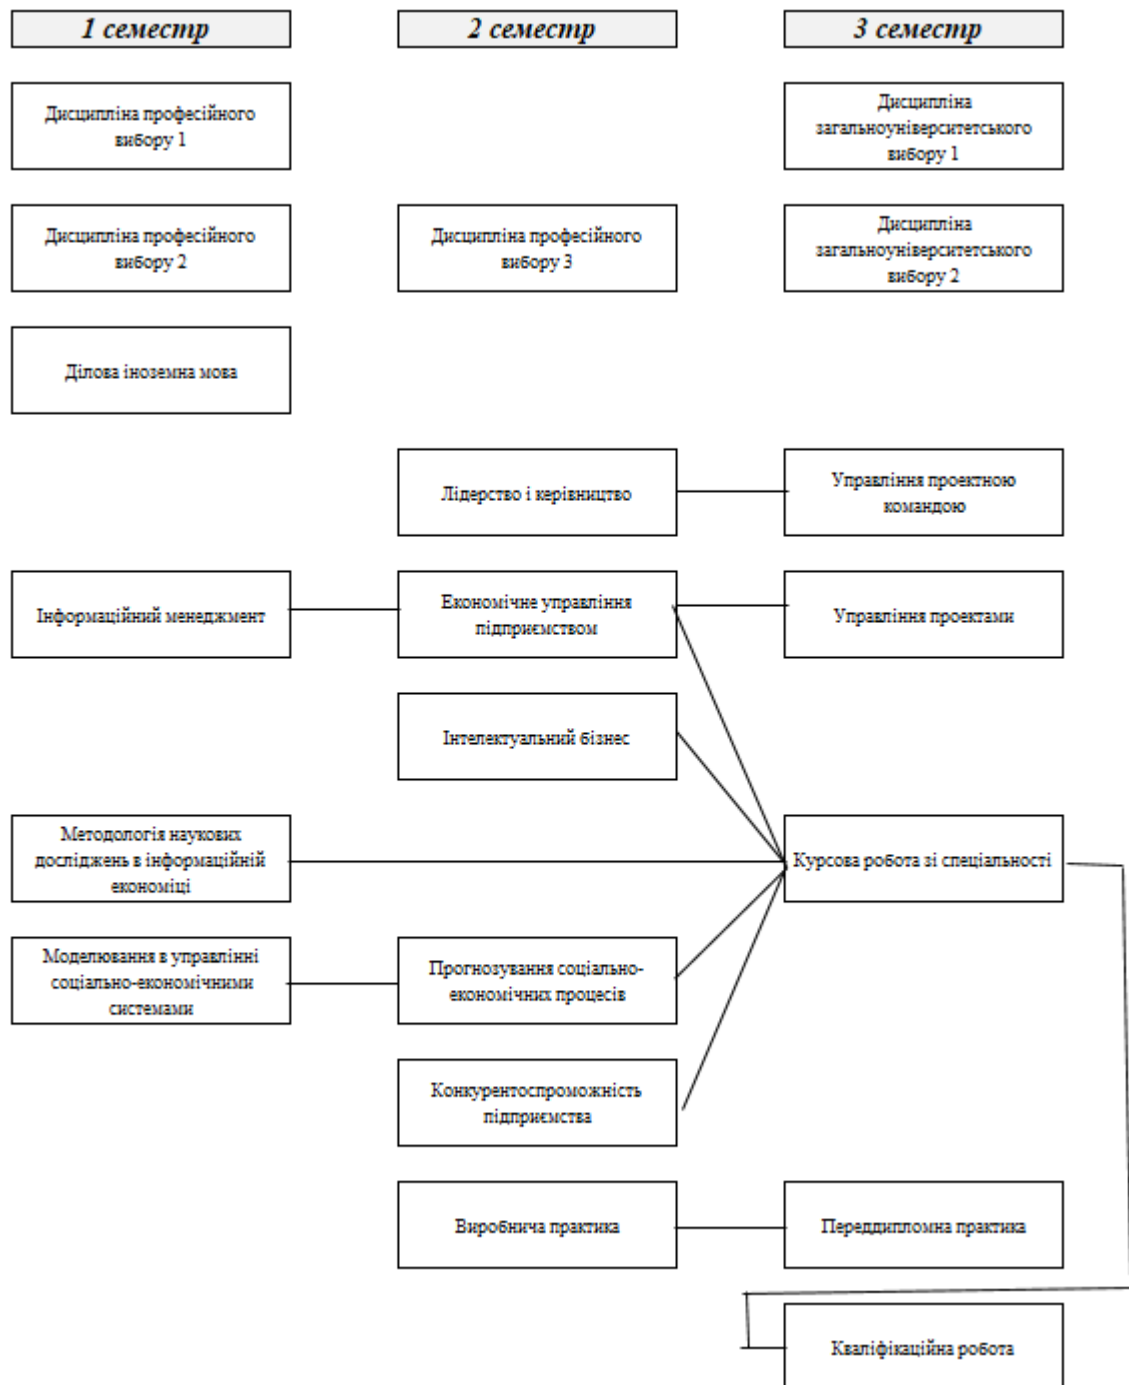 1 семестр
2 семестр
3 семестр
Дисципліна професійного
вибору 1
Дисципліна
загальноуніверситетського
вибору 1
Дисципліна професійного
вибору 2
Дисципліна професійного
вибору 3
Дисципліна
загальноуніверситетського
вибору 2
Ділова іноземна мова
Лідерство і керівництво
Управління проектною
командою
Інформаційний менеджмент
Економічне управління
підприємством
Управління проектами
Інтелектуальний бізнес
Методологія наукових
досліджень в інформаційній
економіці
Курсова робота зі спеціальності
Моделювання в управлінні
соціально-економічними
системами
Прогнозування соціально-
економічних процесів
Конкурентоспроможність
підприємства
Виробнича практика
Переддипломна практика
Кваліфікаційна робота